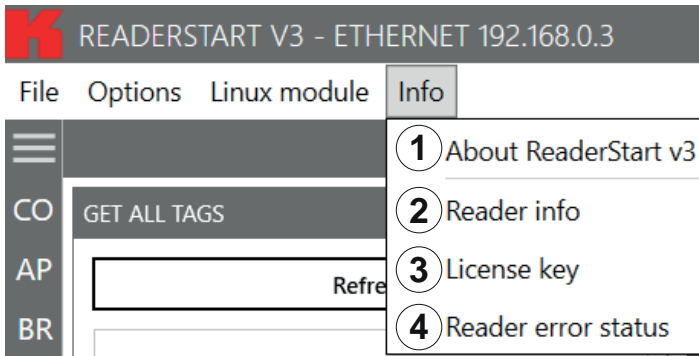 READERSTART V3 - ETHERNET 192.168.0.3
File Options Linux module Info
1 About ReaderStart v3
CO GET ALL TAGS 2 Reader info
AP Refre 3 License key
BR 4 Reader error status